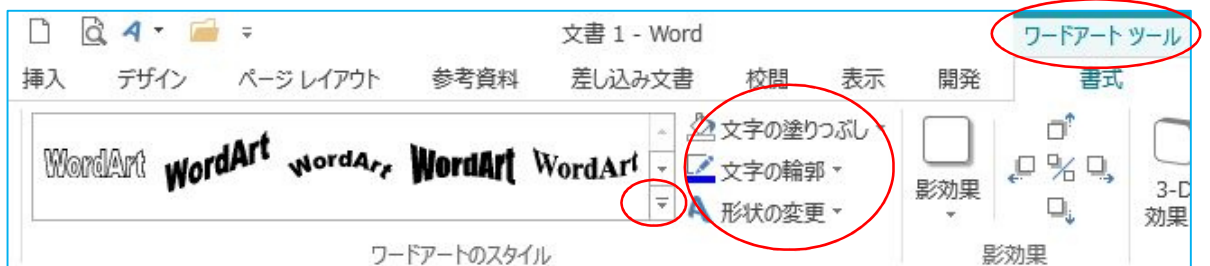 文書 1 - Word
ワードアート ツール
挿入 デザイン ページ レイアウト 参考資料 差し込み文書 校閲 表示 開発 書式
WordArt WordArt WordArt WordArt WordArt
文字の塗りつぶし
文字の輪郭
形状の変更
影効果
3-D
効果
ワードアートのスタイル
影効果